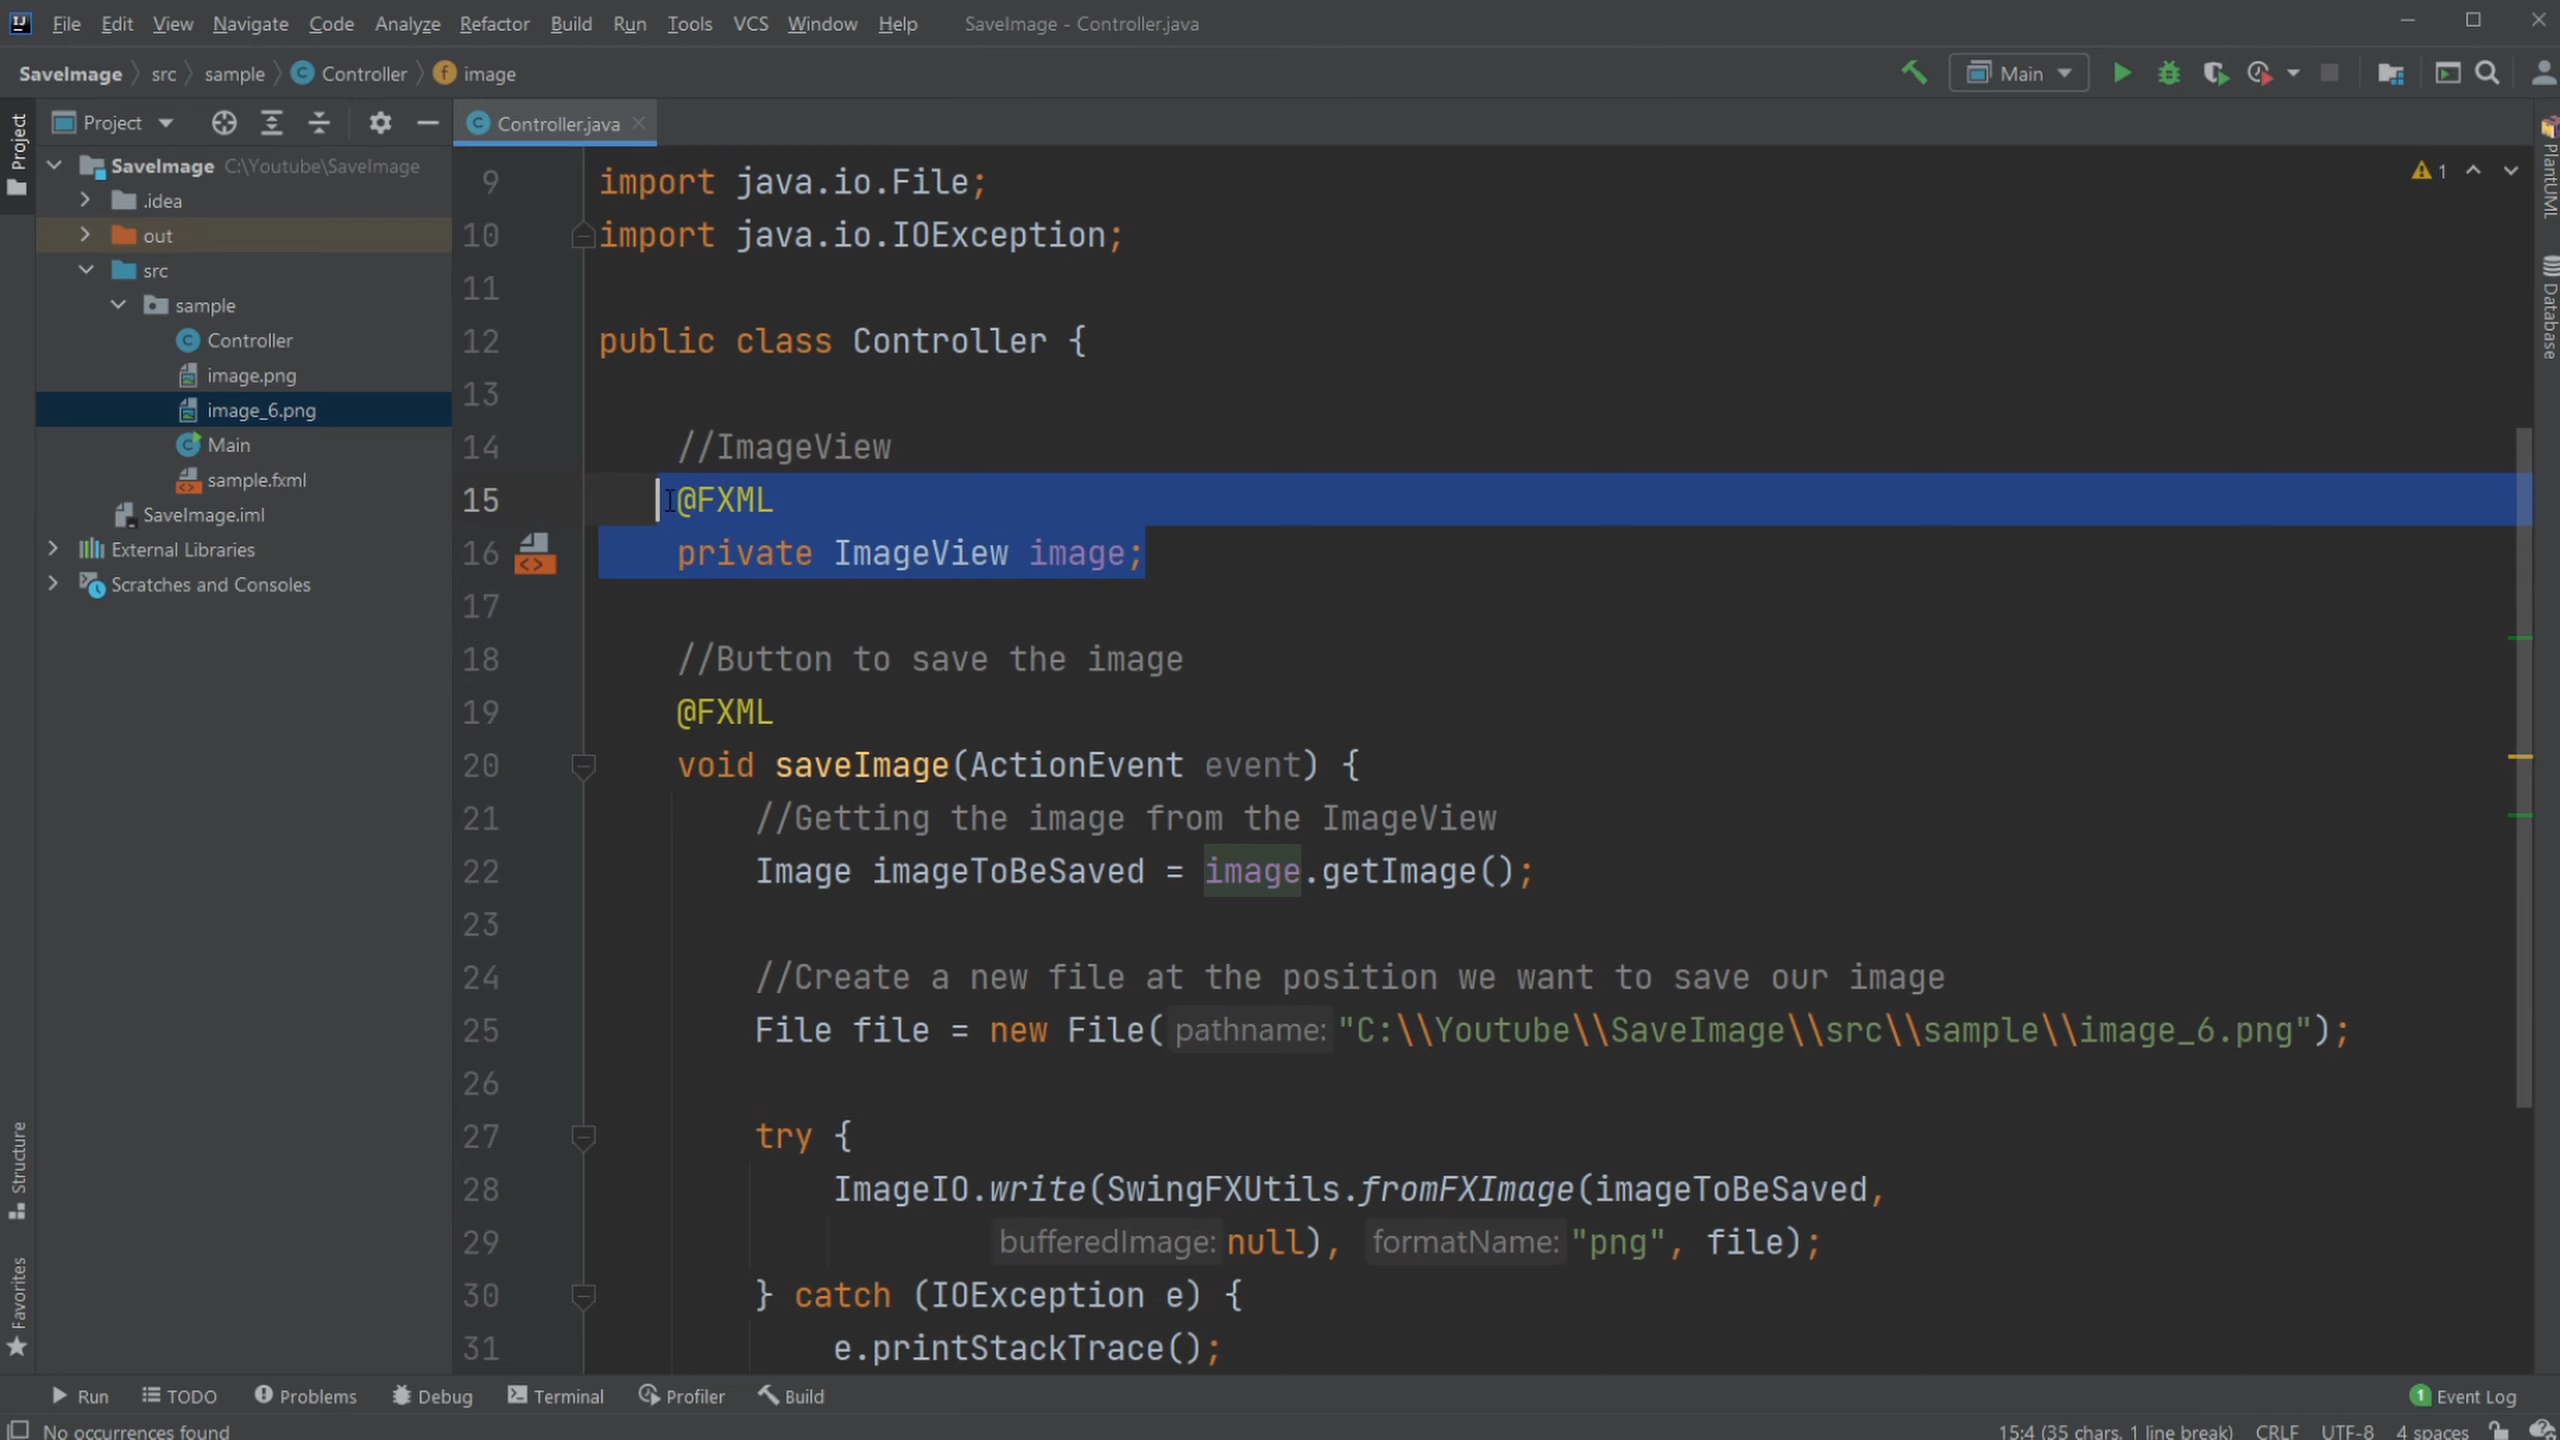 File Edit View Navigate Code Analyze Refactor Build Run Tools VCS Window Help SaveImage - Controller.java
SaveImage src sample Controller image Main
Project Controller.java
SaveImage C:\Youtube\SaveImage
.idea
out
src
sample
Controller
image.png
image_6.png
Main
sample.fxml
SaveImage.iml
External Libraries
Scratches and Consoles
Project
Structure
Favorites
9 import java.io.File;
10 import java.io.IOException;
11
12 public class Controller {
13
14 //ImageView
15 @FXML
16 private ImageView image;
17
18 //Button to save the image
19 @FXML
20 void saveImage(ActionEvent event) {
21 //Getting the image from the ImageView
22 Image imageToBeSaved = image.getImage();
23
24 //Create a new file at the position we want to save our image
25 File file = new File( pathname: "C:\\Youtube\\SaveImage\\src\\sample\\image_6.png");
26
27 try {
28 ImageIO.write(SwingFXUtils.fromFXImage(imageToBeSaved,
29 bufferedImage: null), formatName: "png", file);
30 } catch (IOException e) {
31 e.printStackTrace();
1
PlantUML
Database
Run TODO Problems Debug Terminal Profiler Build 1 Event Log
No occurrences found 15:4 (35 chars, 1 line break) CRLF UTF-8 4 spaces